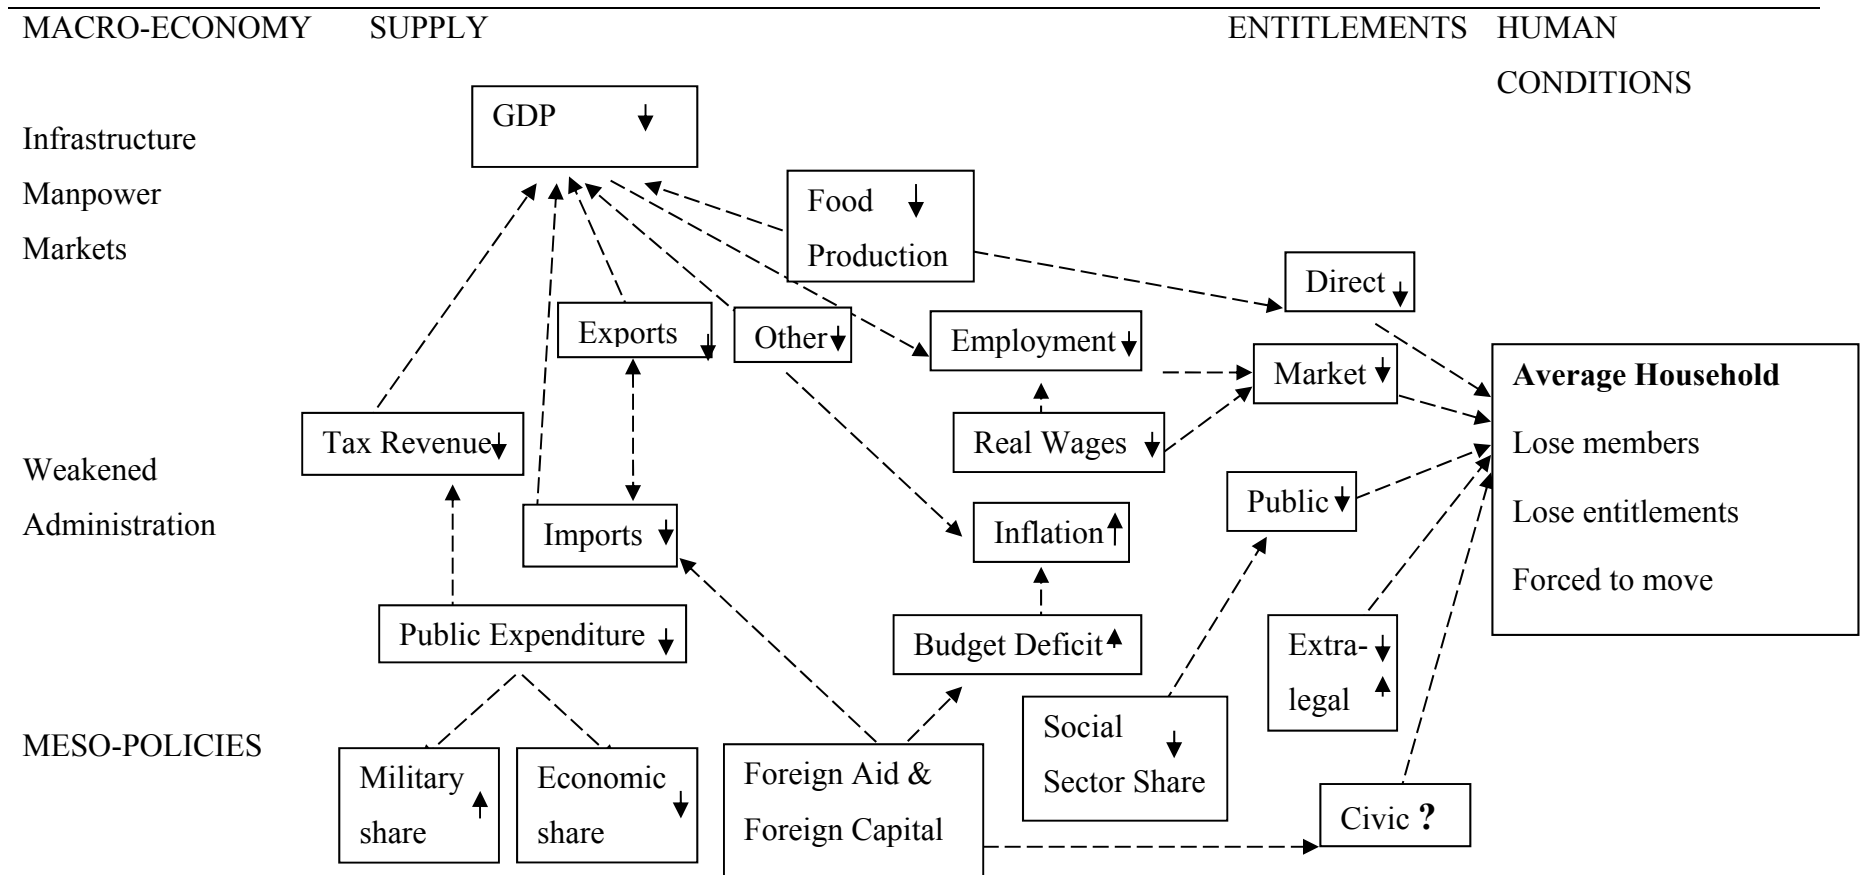 MACRO-ECONOMY SUPPLY ENTITLEMENTS HUMAN
CONDITIONS
GDP
Infrastructure
Manpower
Markets
Food
Production
Direct
Exports
Other
Employment
Market
Average Household
Tax Revenue
Real Wages
Lose members
Weakened
Administration
Public
Lose entitlements
Imports
Inflation
Forced to move
Public Expenditure
Budget Deficit
Extra-
legal
MESO-POLICIES
Military
share
Economic
share
Foreign Aid &
Foreign Capital
Social
Sector Share
Civic ?